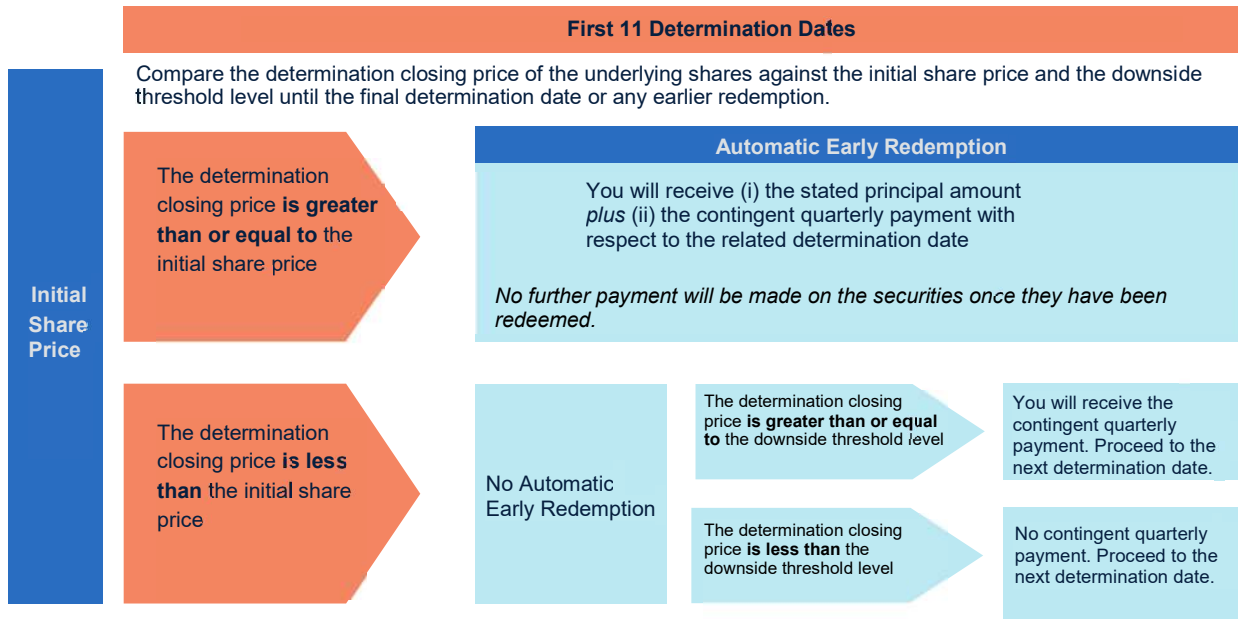 First 11 Determination Dates
Compare the determination closing price of the underlying shares against the initial share price and the downside
threshold level until the final determination date or any earlier redemption.
Initial
Share
Price
The determination
closing price is greater
than or equal to the
initial share price
Automatic Early Redemption
You will receive (i) the stated principal amount
plus (ii) the contingent quarterly payment with
respect to the related determination date
No further payment will be made on the securities once they have been
redeemed.
The determination
closing price is less
than the initial share
price
No Automatic
Early Redemption
The determination closing
price is greater than or equal
to the downside threshold level
You will receive the
contingent quarterly
payment. Proceed to the
next determination date.
The determination closing
price is less than the
downside threshold level
No contingent quarterly
payment. Proceed to the
next determination date.